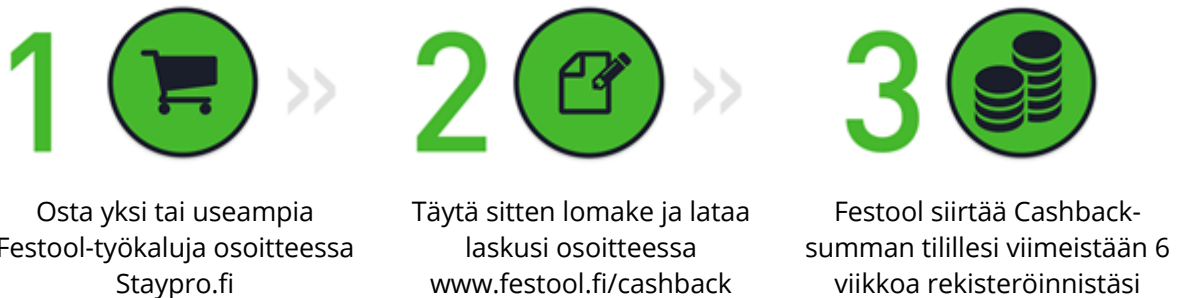 1
2
3
Osta yksi tai useampia
Festool-työkaluja osoitteessa
Staypro.fi
Täytä sitten lomake ja lataa
laskusi osoitteessa
www.festool.fi/cashback
Festool siirtää Cashback-
summan tilillesi viimeistään 6
viikkoa rekisteröinnistäsi